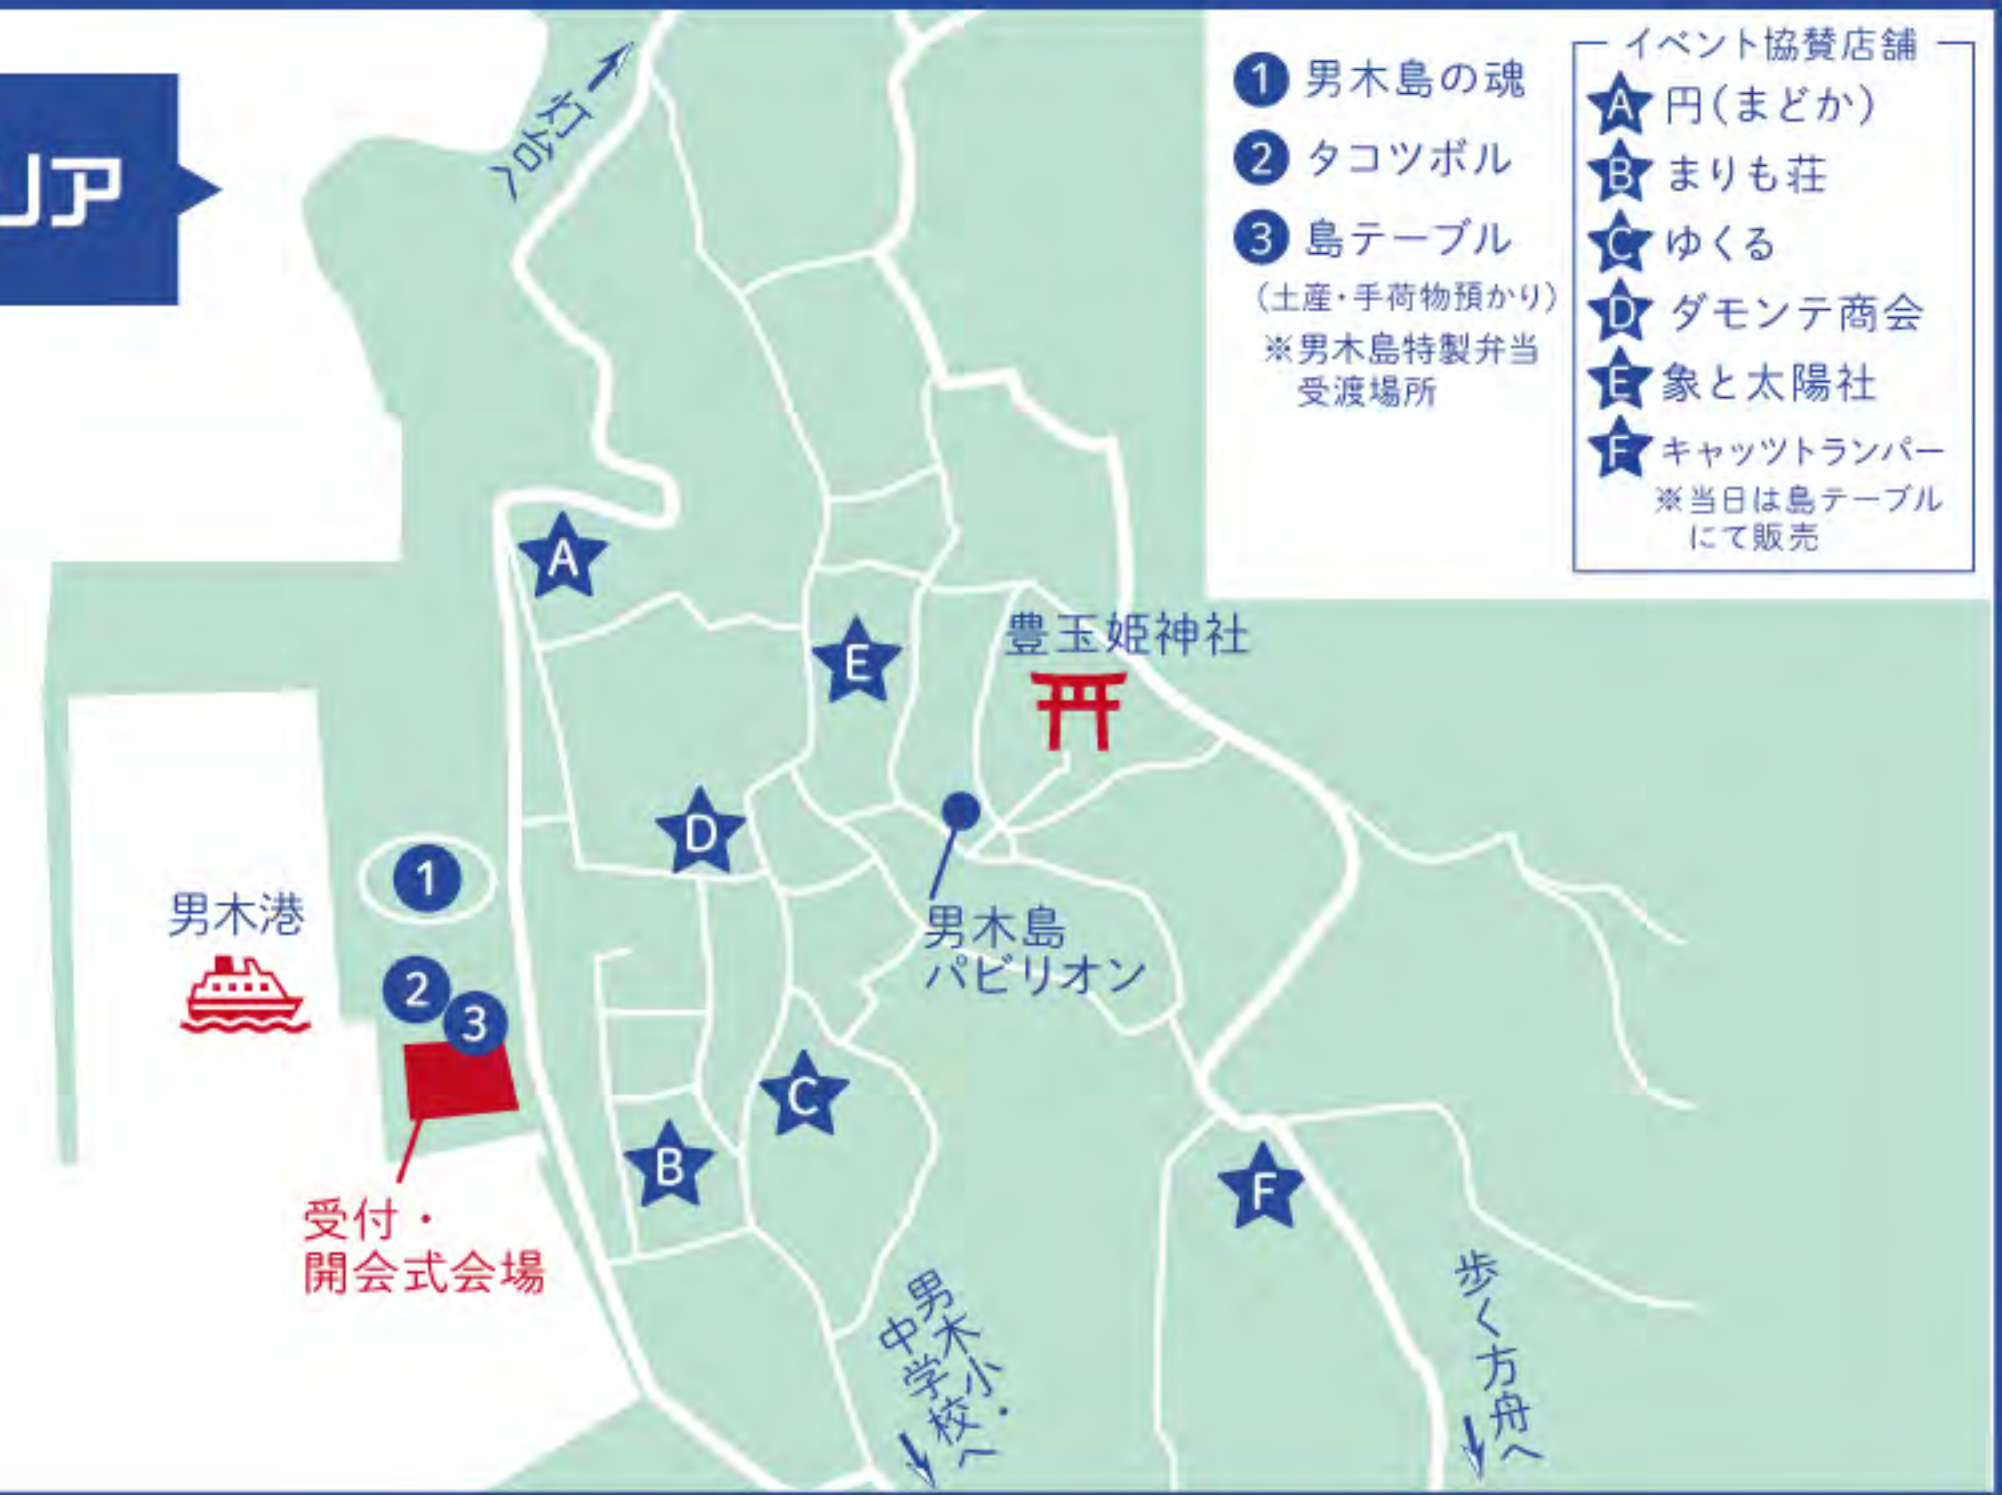 リア
灯台へ
1 男木島の魂
2 タコツボル
3 島テーブル
（土産・手荷物預かり）
※男木島特製弁当
受渡場所
イベント協賛店舗
A 円（まどか）
B まりも荘
C ゆくる
D ダモンテ商会
E 象と太陽社
F キャッツトランパー
※当日は島テーブル
にて販売
A
E
豊玉姫神社
D
1
男木港
男木島
パビリオン
2
3
C
B
F
受付・
開会式会場
男木小・
中学校へ
歩く方舟へ